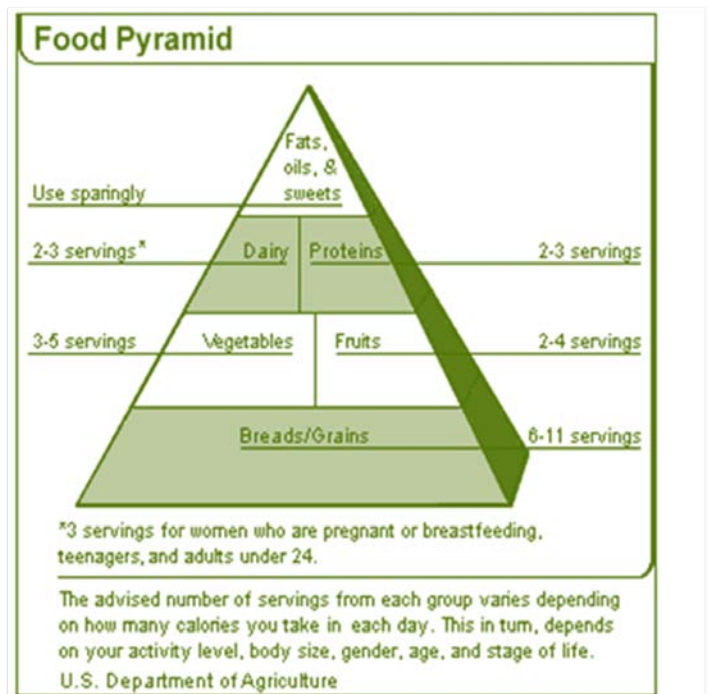 Food Pyramid
Fats,
oils, &
sweets
Use sparingly
2-3 servings* Dairy Proteins 2-3 servings
3-5 servings Vegetables Fruits 2-4 servings
Breads/Grains 6-11 servings
*3 servings for women who are pregnant or breastfeeding,
teenagers, and adults under 24.
The advised number of servings from each group varies depending
on how many calories you take in each day. This in turn, depends
on your activity level, body size, gender, age, and stage of life.
U.S. Department of Agriculture